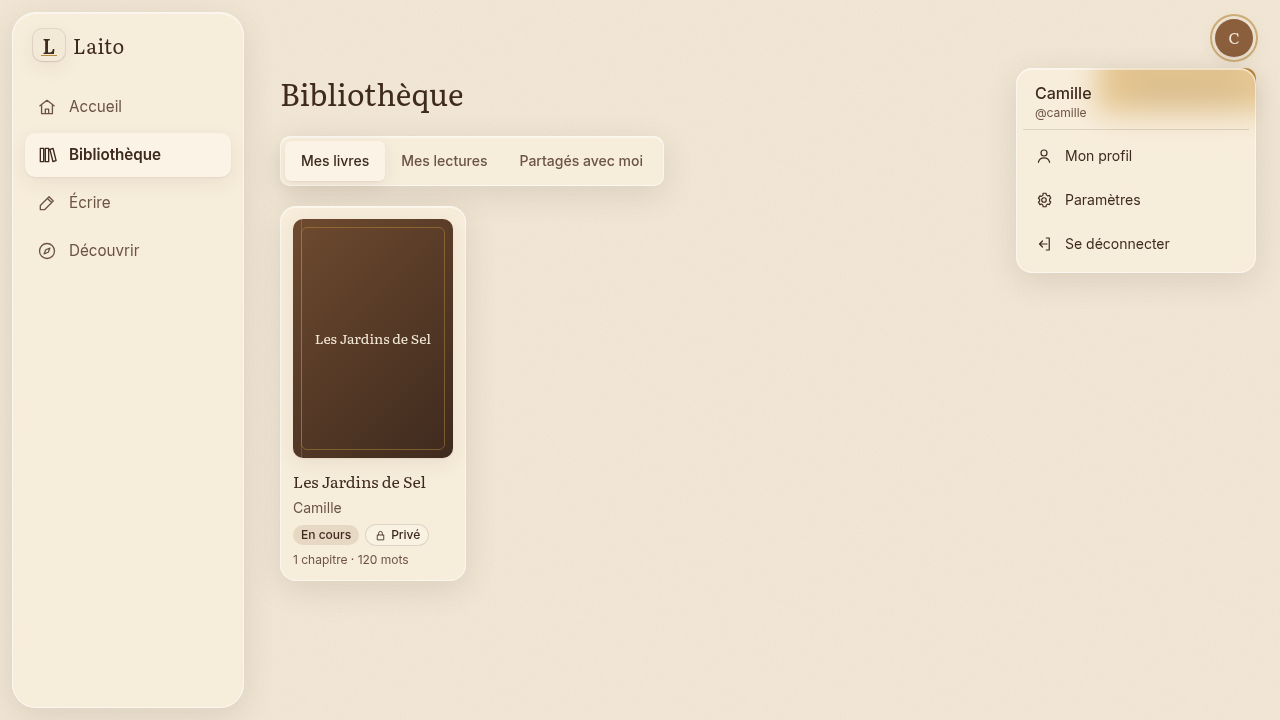 L Laito
Accueil
Bibliothèque
Écrire
Découvrir
Bibliothèque
Mes livres
Mes lectures
Partagés avec moi
Les Jardins de Sel
Les Jardins de Sel
Camille
En cours
Privé
1 chapitre · 120 mots
C
Camille
@camille
Mon profil
Paramètres
Se déconnecter